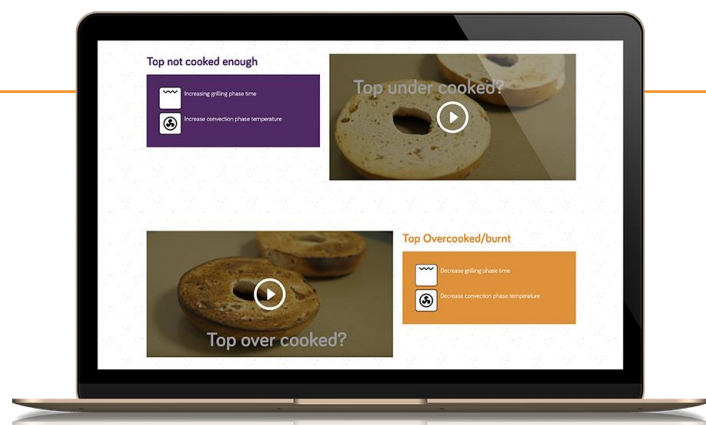 Top not cooked enough
Increasing grilling phase time
Increase convection phase temperature
Top under cooked?
Top over cooked?
Top Overcooked/burnt
Decrease grilling phase time
Decrease convection phase temperature